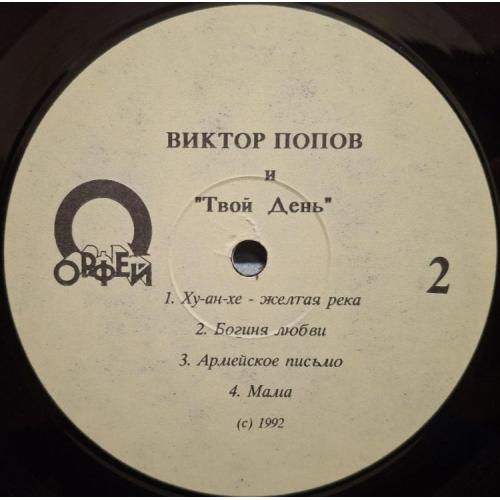 ВИКТОР ПОПОВ
и
"Твой День"
ОРФЕЙ
2
1. Ху-ан-хе - желтая река
2. Богиня любви
3. Армейское письмо
4. Мама
(c) 1992